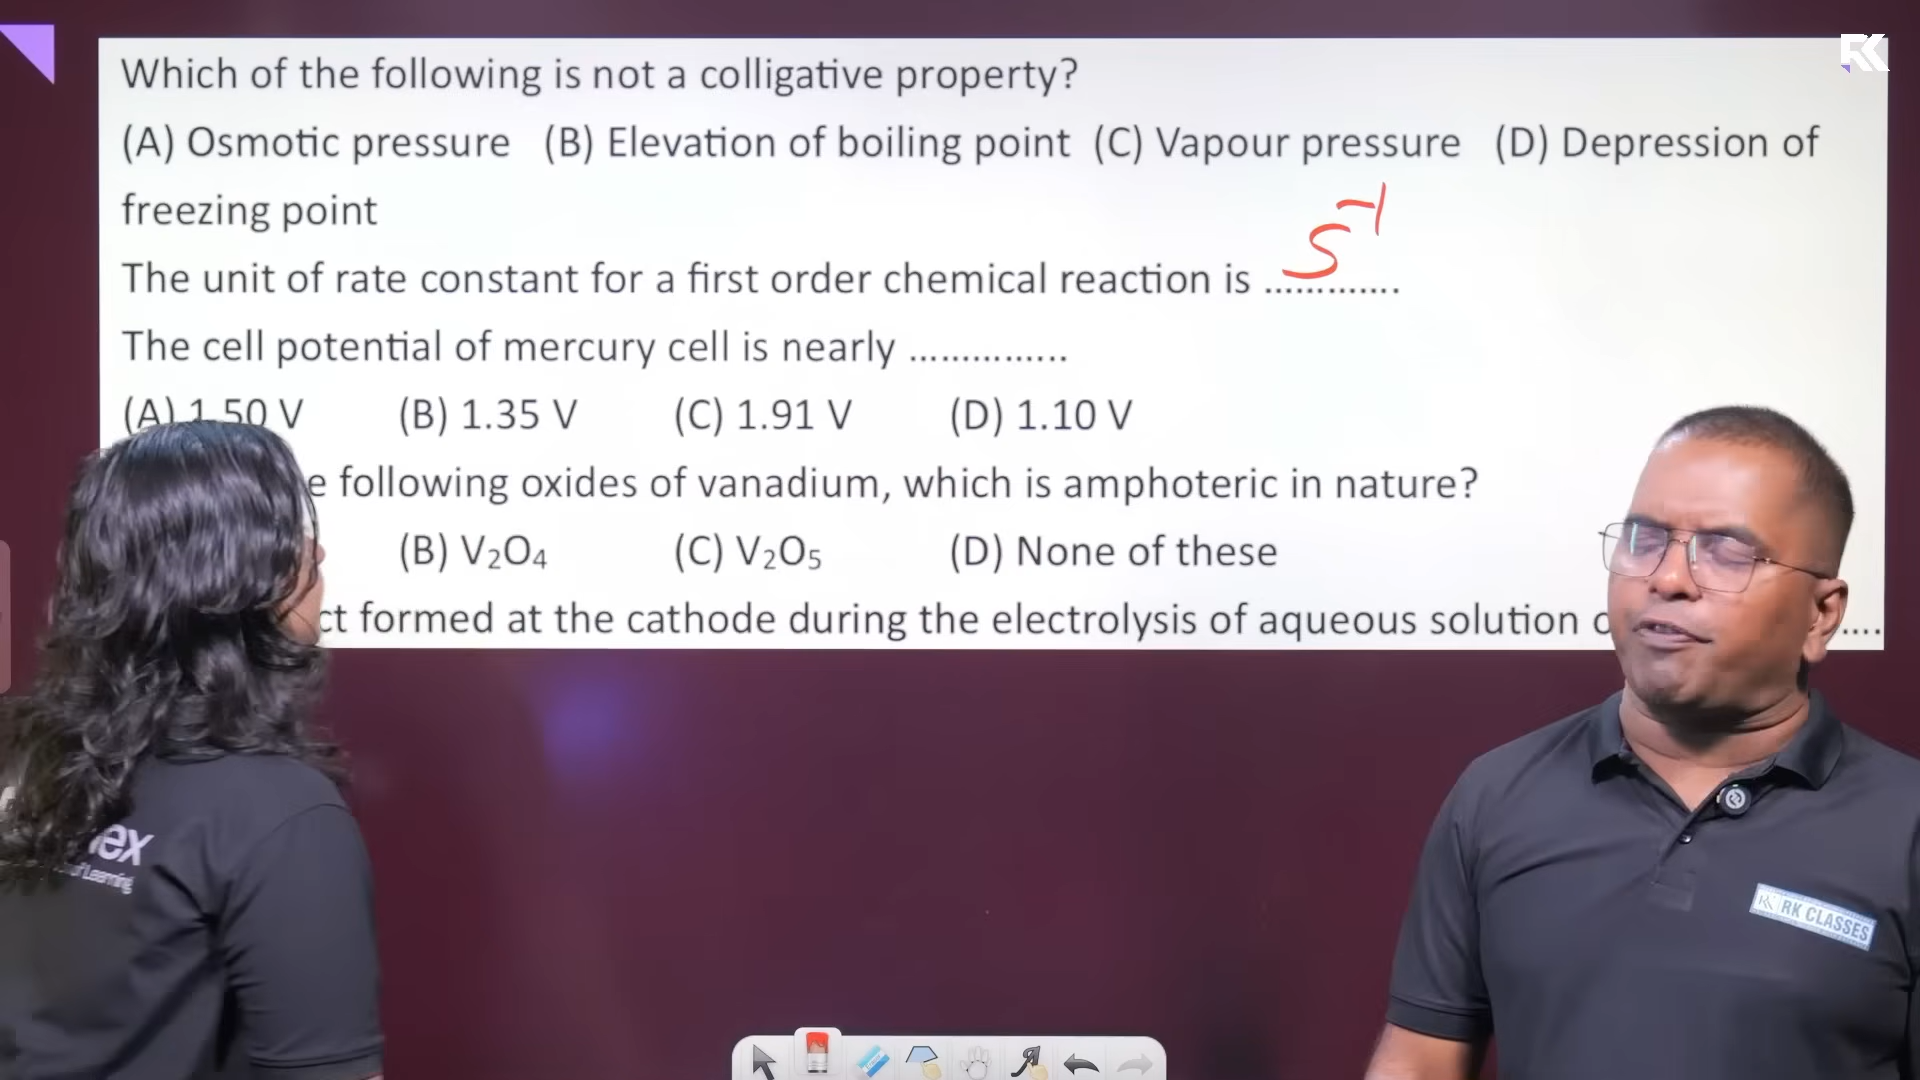 Which of the following is not a colligative property?
(A) Osmotic pressure (B) Elevation of boiling point (C) Vapour pressure (D) Depression of
freezing point
S⁻¹
The unit of rate constant for a first order chemical reaction is ............
The cell potential of mercury cell is nearly ..............
(A) 1.50 V (B) 1.35 V (C) 1.91 V (D) 1.10 V
following oxides of vanadium, which is amphoteric in nature?
(B) V₂O₄ (C) V₂O₅ (D) None of these
formed at the cathode during the electrolysis of aqueous solution ....
of Learning
RK CLASSES